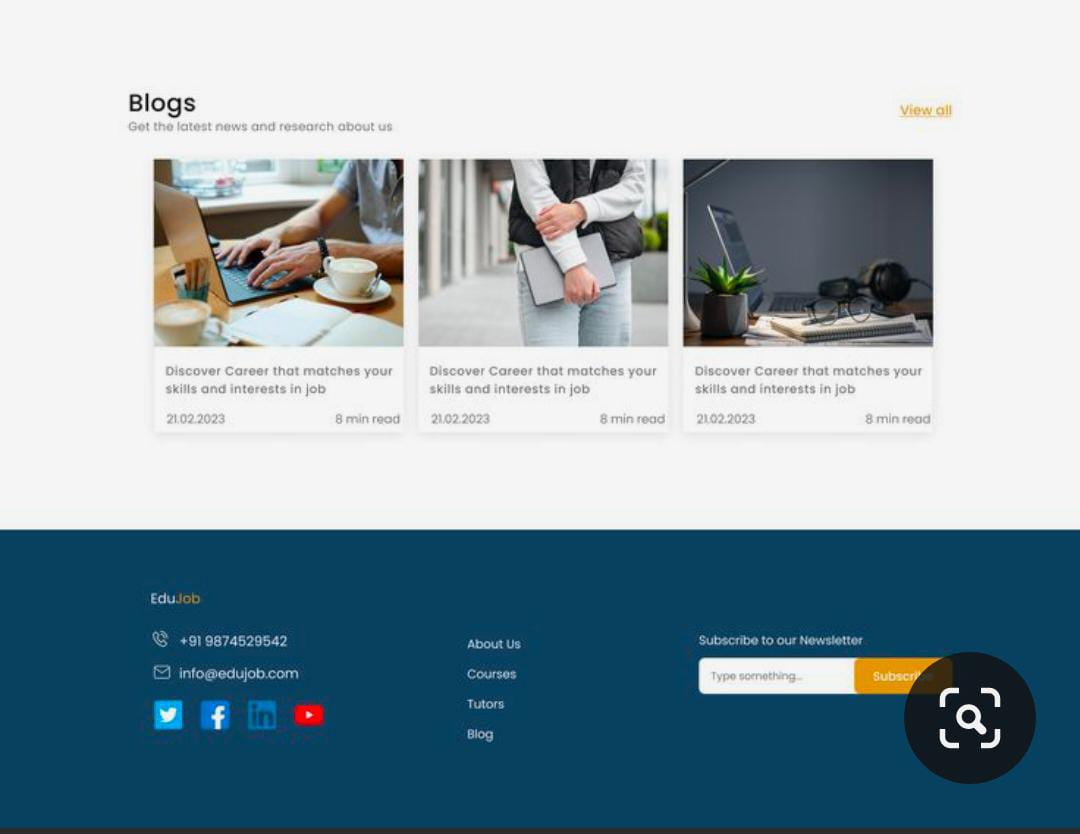 Blogs
View all
Get the latest news and research about us
Discover Career that matches your
skills and interests in job
21.02.2023 8 min read
Discover Career that matches your
skills and interests in job
21.02.2023 8 min read
Discover Career that matches your
skills and interests in job
21.02.2023 8 min read
EduJob
+91 9874529542
info@edujob.com
in
About Us
Courses
Tutors
Blog
Subscribe to our Newsletter
Type something...
Subscribe